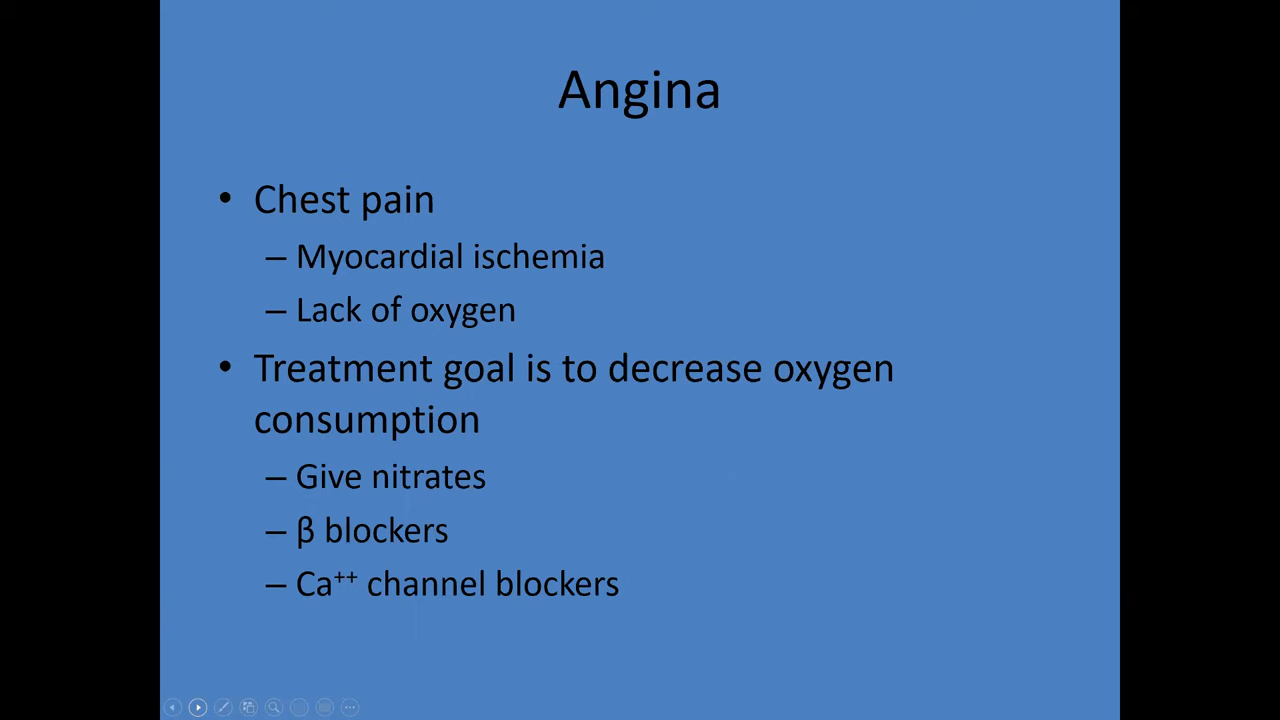 Angina
• Chest pain
– Myocardial ischemia
– Lack of oxygen
• Treatment goal is to decrease oxygen
consumption
– Give nitrates
– β blockers
– Ca⁺⁺ channel blockers